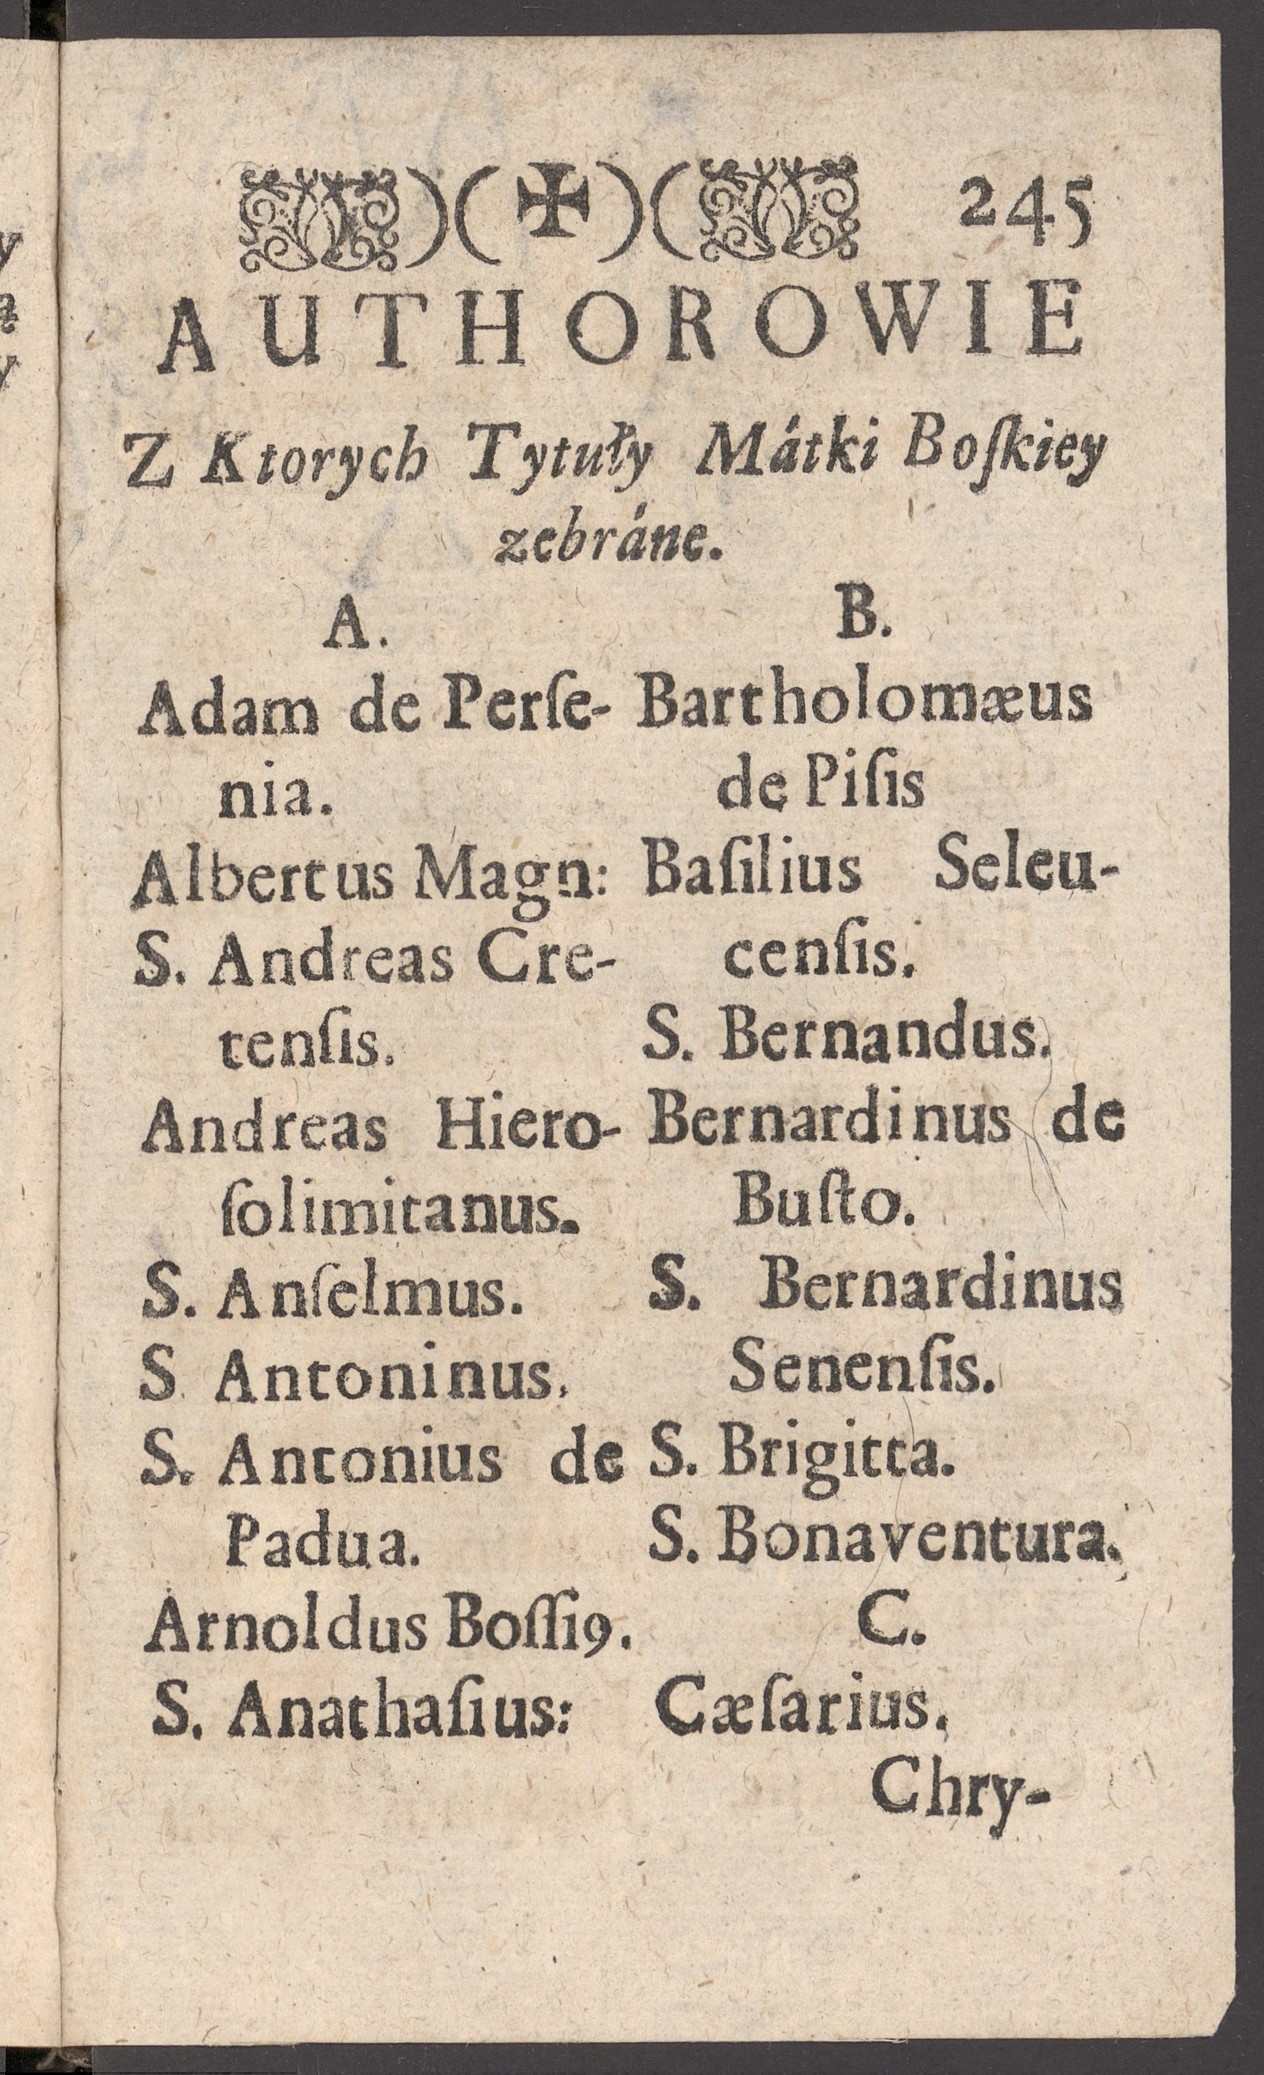 )(✠)( 245
AUTHOROWIE
Z Ktorych Tytuły Mátki Boſkiey
zebráne.
A.
Adam de Perſe-
nia.
Albertus Magn:
S. Andreas Cre-
tenſis.
Andreas Hiero-
ſolimitanus.
S. Anſelmus.
S. Antoninus.
S. Antonius de
Padua.
Arnoldus Boſſi9.
S. Anathaſius:
B.
Bartholomæus
de Piſis
Baſilius Seleu-
cenſis.
S. Bernandus.
Bernardinus de
Buſto.
S. Bernardinus
Senenſis.
S. Brigitta.
S. Bonaventura.
C.
Cæſarius.
Chry-